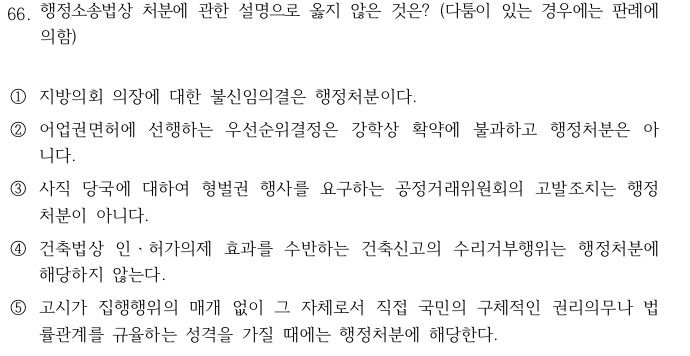 66. 행정소송법상 처분에 관한 설명으로 옳지 않은 것은? (다툼이 있는 경우에는 판례에
의함)
① 지방의회 의장에 대한 불신임의결은 행정처분이다.
② 어업권면허에 선행하는 우선순위결정은 강학상 확약에 불과하고 행정처분은 아
니다.
③ 사직 당국에 대하여 형벌권 행사를 요구하는 공정거래위원회의 고발조치는 행정
처분이 아니다.
④ 건축법상 인ㆍ허가의제 효과를 수반하는 건축신고의 수리거부행위는 행정처분에
해당하지 않는다.
⑤ 고시가 집행행위의 매개 없이 그 자체로서 직접 국민의 구체적인 권리의무나 법
률관계를 규율하는 성격을 가질 때에는 행정처분에 해당한다.